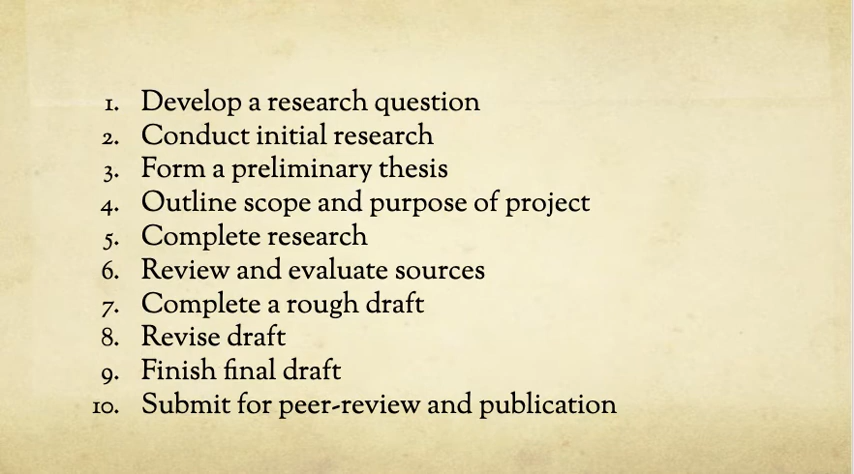 1. Develop a research question
2. Conduct initial research
3. Form a preliminary thesis
4. Outline scope and purpose of project
5. Complete research
6. Review and evaluate sources
7. Complete a rough draft
8. Revise draft
9. Finish final draft
10. Submit for peer-review and publication